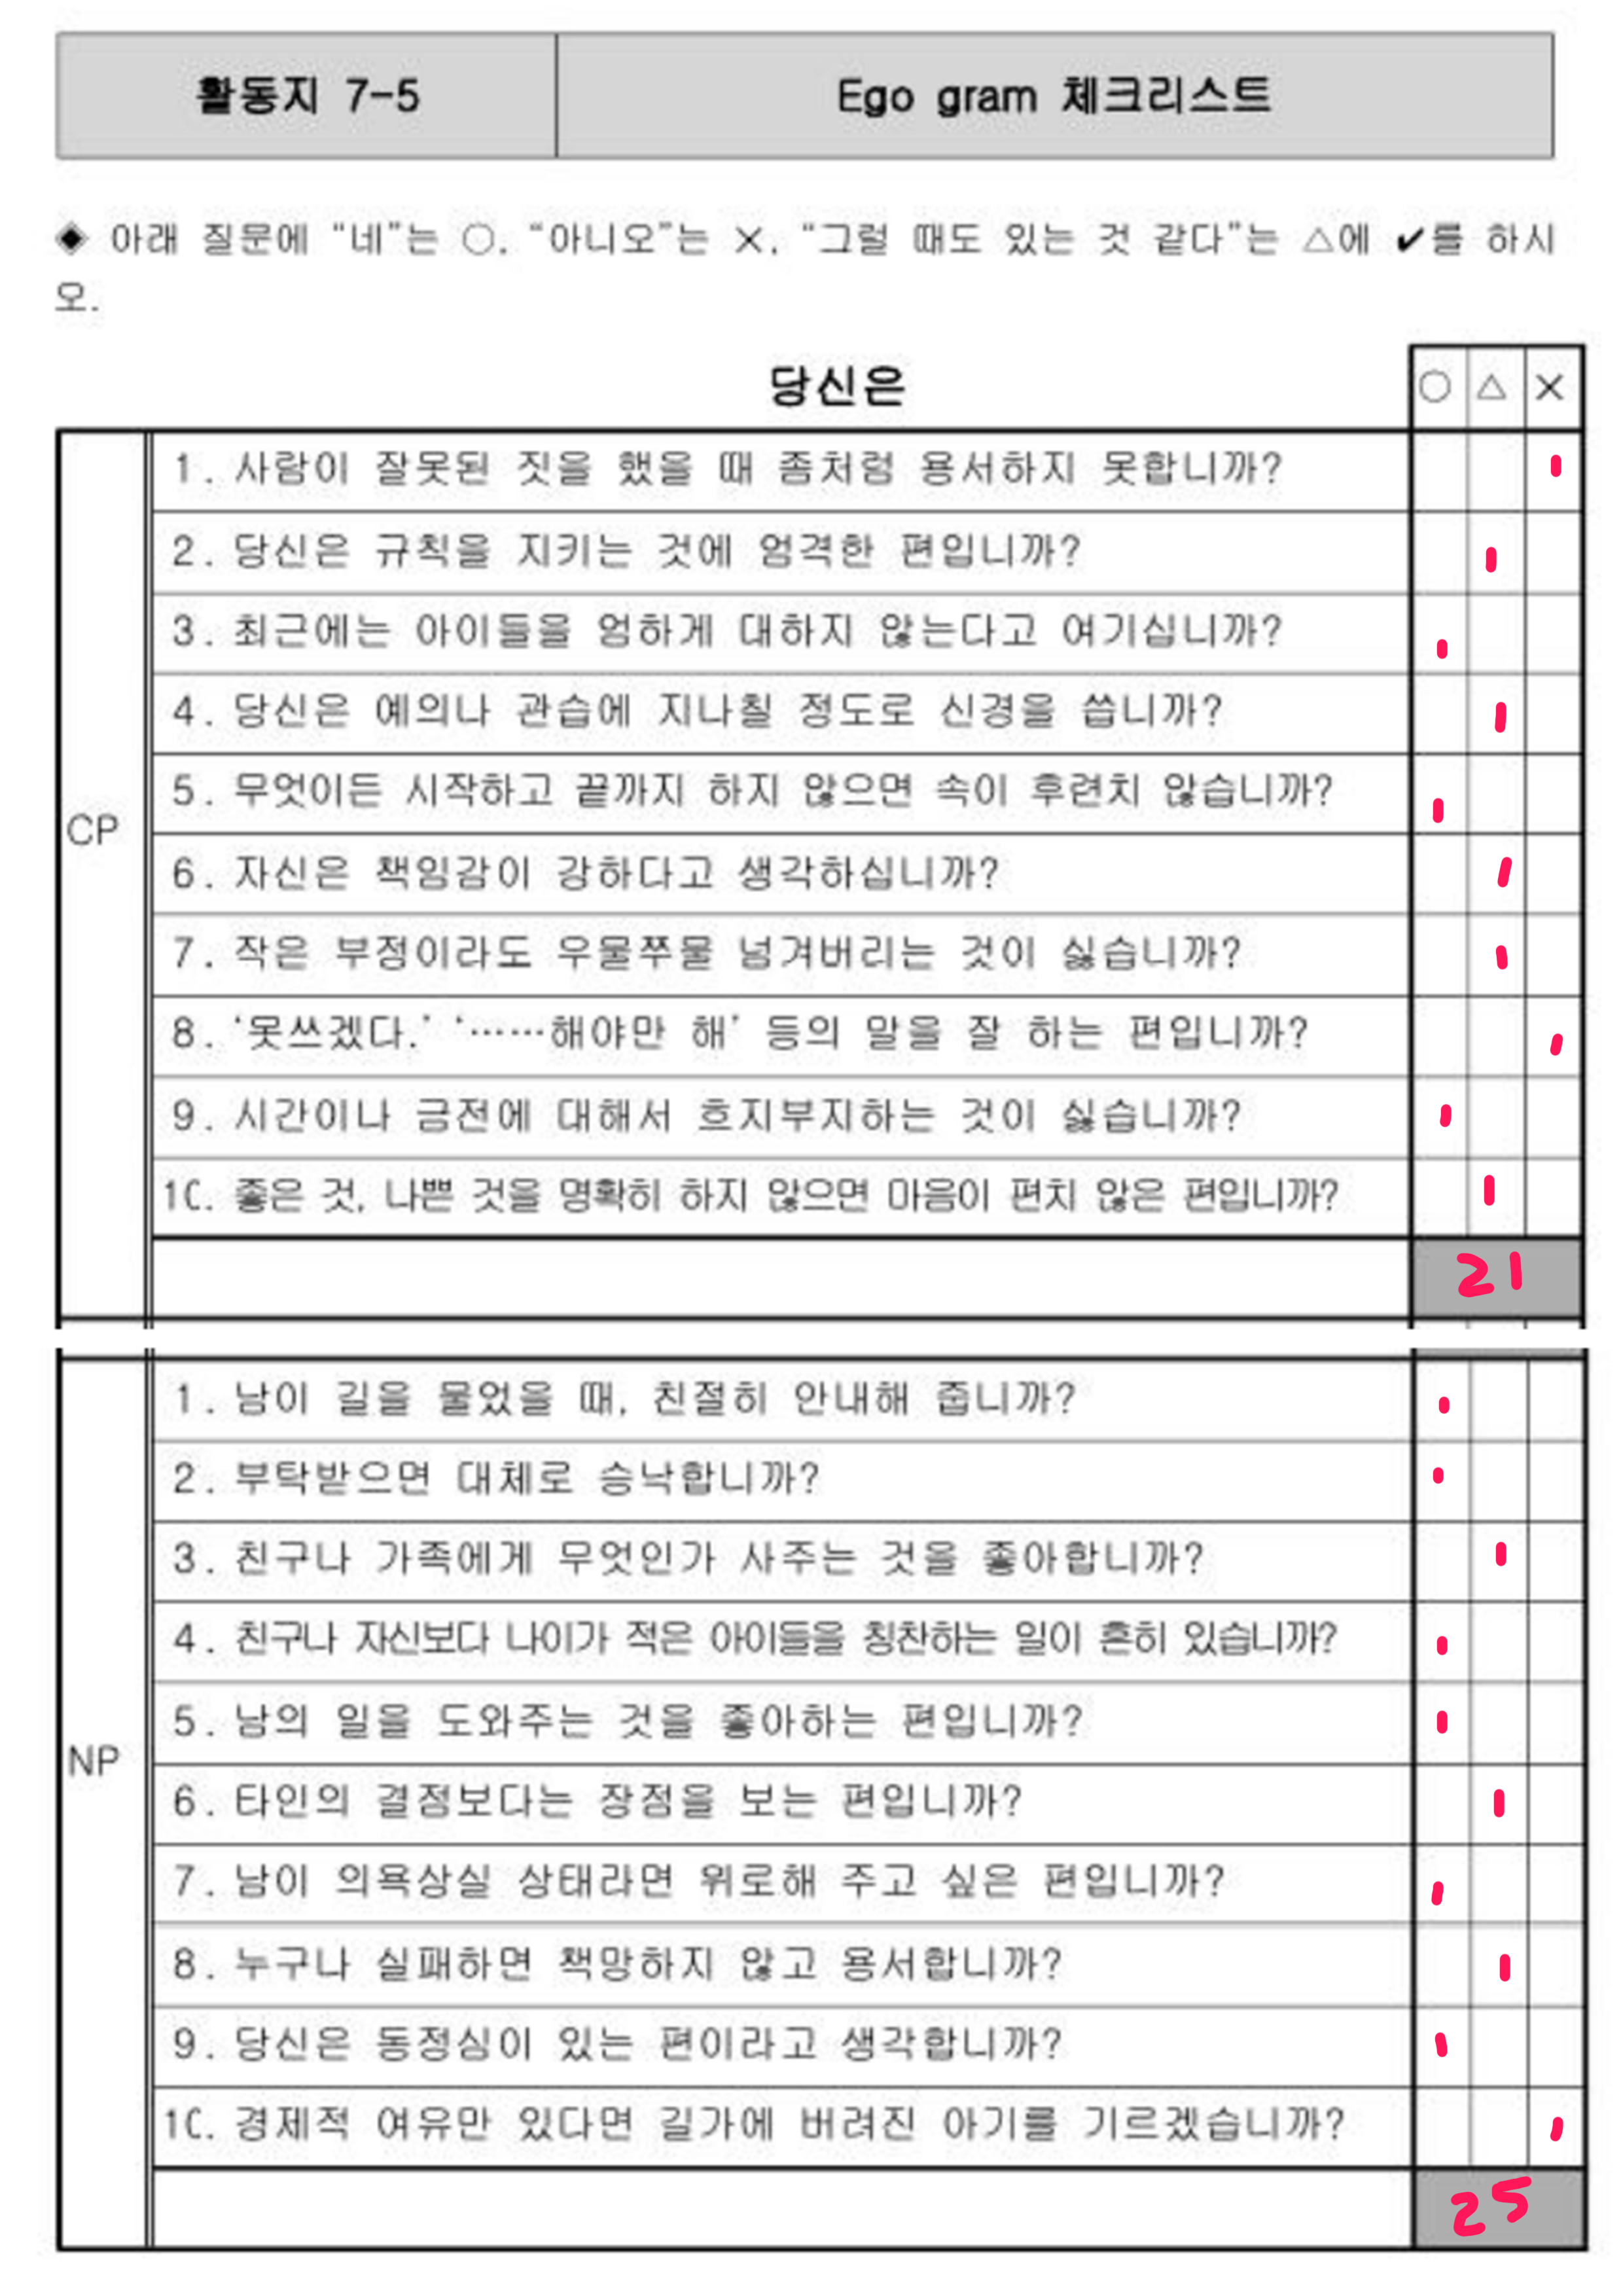 활동지 7-5
Ego gram 체크리스트
◆ 아래 질문에 “네”는 ○, “아니오”는 ×, “그럴 때도 있는 것 같다”는 △에 ✔를 하시
오.
당신은 ○ △ ×
CP
1. 사람이 잘못된 짓을 했을 때 좀처럼 용서하지 못합니까?
2. 당신은 규칙을 지키는 것에 엄격한 편입니까?
3. 최근에는 아이들을 엄하게 대하지 않는다고 여기십니까?
4. 당신은 예의나 관습에 지나칠 정도로 신경을 씁니까?
5. 무엇이든 시작하고 끝까지 하지 않으면 속이 후련치 않습니까?
6. 자신은 책임감이 강하다고 생각하십니까?
7. 작은 부정이라도 우물쭈물 넘겨버리는 것이 싫습니까?
8. ‘못쓰겠다.’ ‘……해야만 해’ 등의 말을 잘 하는 편입니까?
9. 시간이나 금전에 대해서 흐지부지하는 것이 싫습니까?
10. 좋은 것, 나쁜 것을 명확히 하지 않으면 마음이 편치 않은 편입니까?
21
NP
1. 남이 길을 물었을 때, 친절히 안내해 줍니까?
2. 부탁받으면 대체로 승낙합니까?
3. 친구나 가족에게 무엇인가 사주는 것을 좋아합니까?
4. 친구나 자신보다 나이가 적은 아이들을 칭찬하는 일이 흔히 있습니까?
5. 남의 일을 도와주는 것을 좋아하는 편입니까?
6. 타인의 결점보다는 장점을 보는 편입니까?
7. 남이 의욕상실 상태라면 위로해 주고 싶은 편입니까?
8. 누구나 실패하면 책망하지 않고 용서합니까?
9. 당신은 동정심이 있는 편이라고 생각합니까?
10. 경제적 여유만 있다면 길가에 버려진 아기를 기르겠습니까?
25